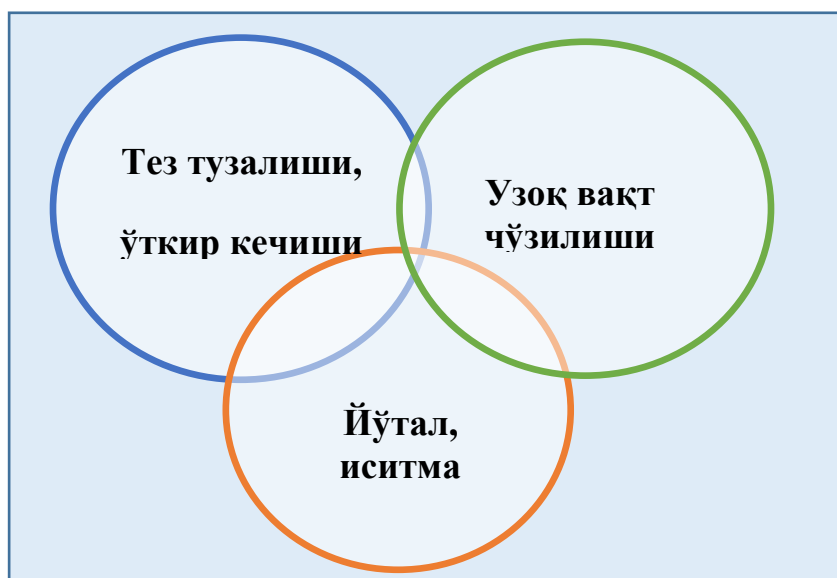 Тез тузалиши,
ўткир кечиши
Узоқ вақт
чўзилиши
Йўтал,
иситма